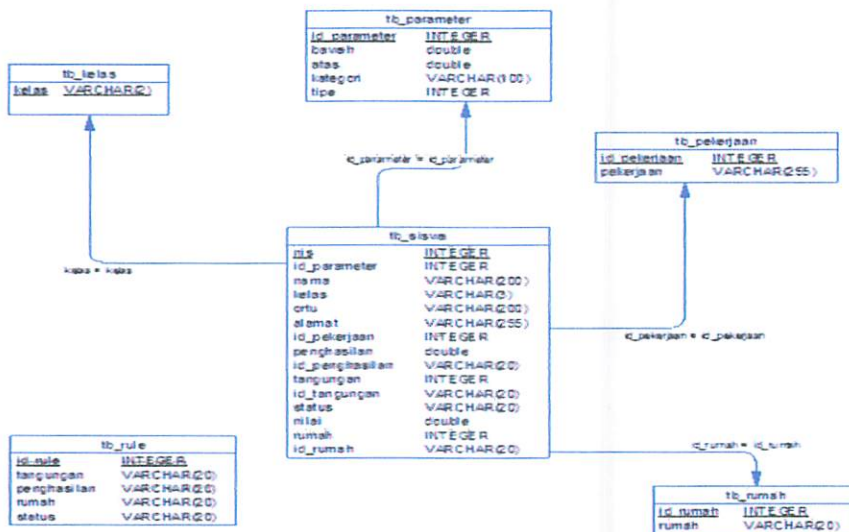 tb_parameter
id_parameter INTEGER
bawah double
atas double
kategori VARCHAR(100)
tipe INTEGER
tb_kelas
kelas VARCHAR(2)
id_parameter = id_parameter
tb_pekerjaan
id_pekerjaan INTEGER
pekerjaan VARCHAR(255)
tb_siswa
nis INTEGER
id_parameter INTEGER
nama VARCHAR(200)
kelas VARCHAR(3)
ortu VARCHAR(200)
alamat VARCHAR(255)
id_pekerjaan INTEGER
penghasilan double
id_penghasilan VARCHAR(20)
tangungan INTEGER
id_tangungan VARCHAR(20)
status VARCHAR(20)
nilai double
rumah INTEGER
id_rumah VARCHAR(20)
kelas = kelas
id_pekerjaan = id_pekerjaan
id_rumah = id_rumah
tb_rule
id-rule INTEGER
tangungan VARCHAR(20)
penghasilan VARCHAR(20)
rumah VARCHAR(20)
status VARCHAR(20)
tb_rumah
id_rumah INTEGER
rumah VARCHAR(20)